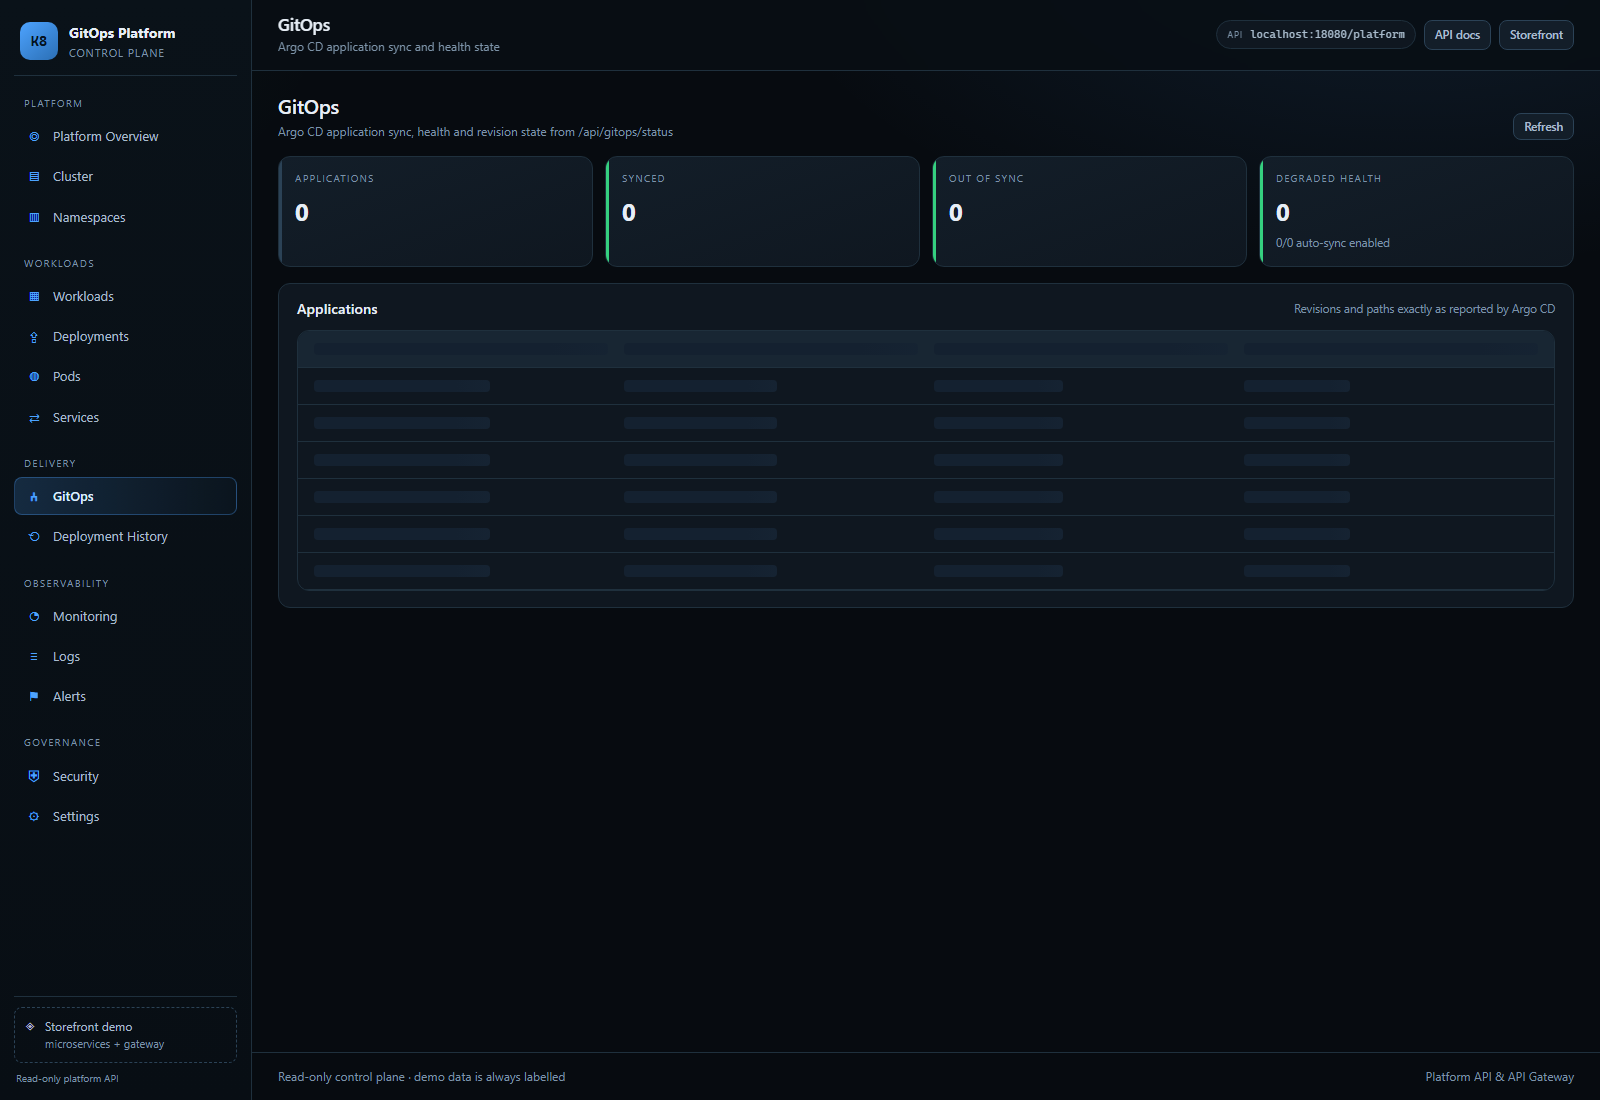 K8
GitOps Platform
CONTROL PLANE
PLATFORM
Platform Overview
Cluster
Namespaces
WORKLOADS
Workloads
Deployments
Pods
Services
DELIVERY
GitOps
Deployment History
OBSERVABILITY
Monitoring
Logs
Alerts
GOVERNANCE
Security
Settings
Storefront demo
microservices + gateway
Read-only platform API
GitOps
Argo CD application sync and health state
API localhost:18080/platform
API docs
Storefront
GitOps
Argo CD application sync, health and revision state from /api/gitops/status
Refresh
APPLICATIONS
0
SYNCED
0
OUT OF SYNC
0
DEGRADED HEALTH
0
0/0 auto-sync enabled
Applications
Revisions and paths exactly as reported by Argo CD
Read-only control plane · demo data is always labelled
Platform API & API Gateway